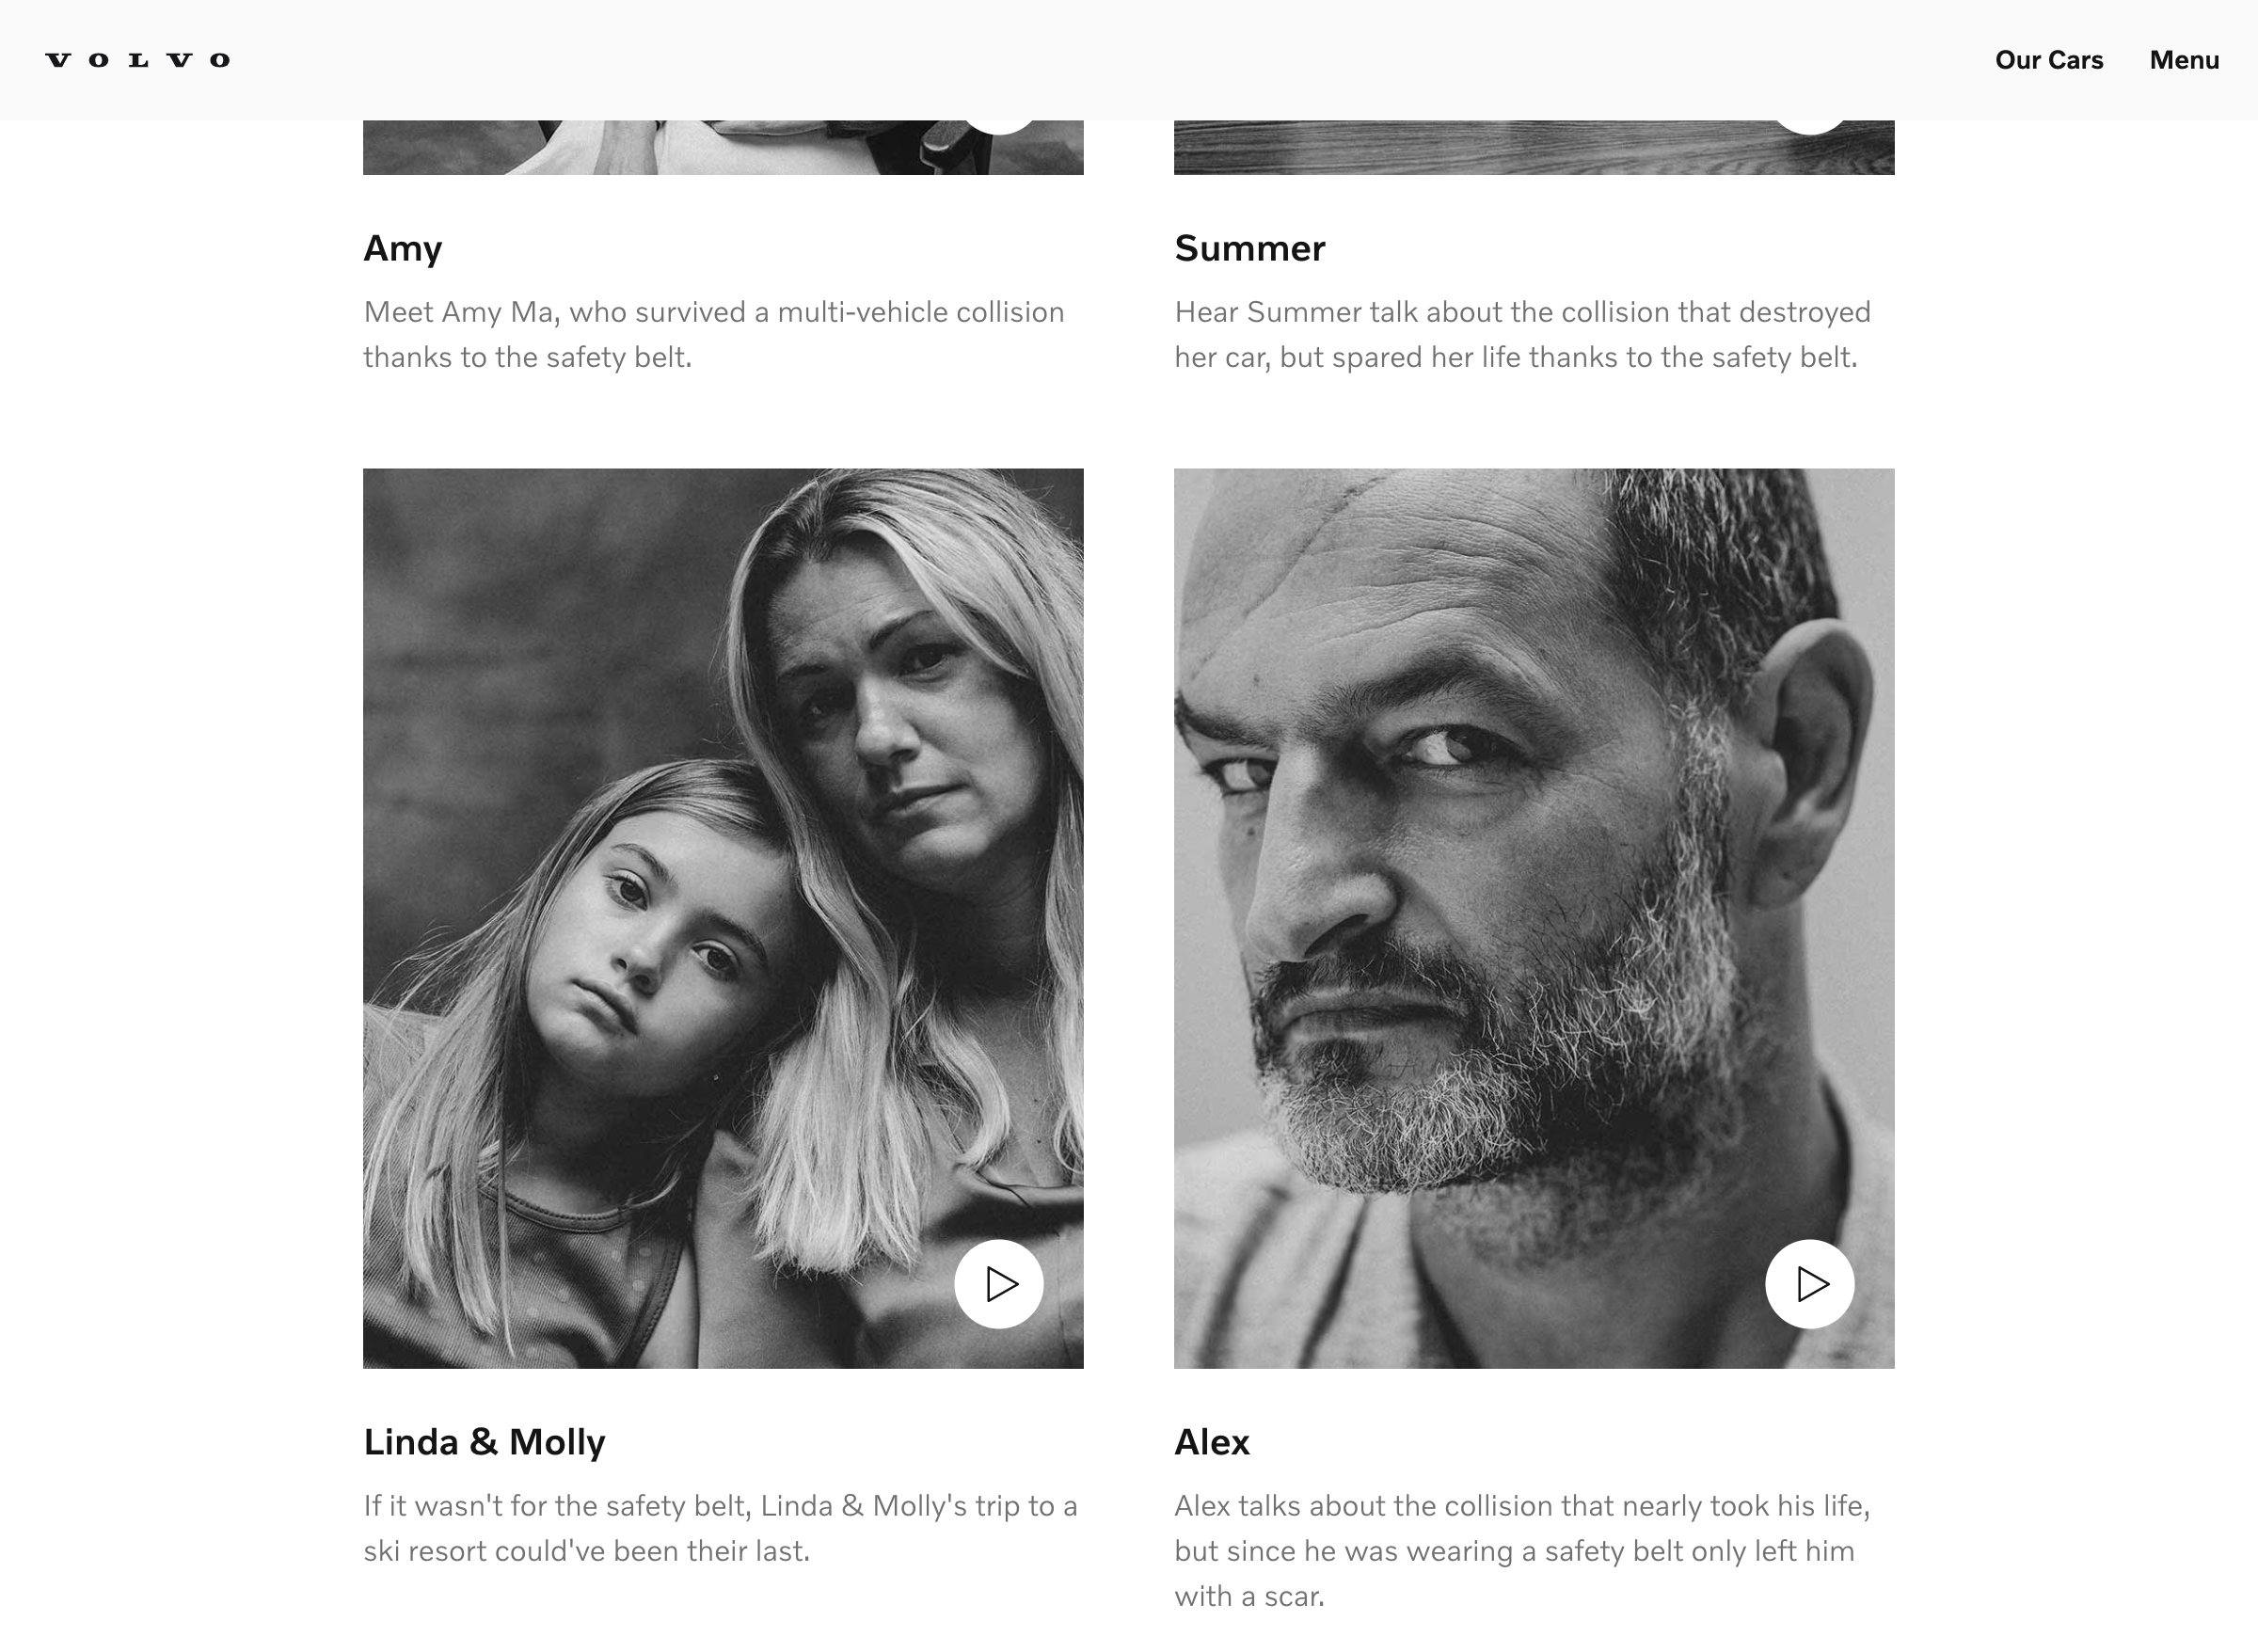 VOLVO
Our Cars
Menu
Amy
Meet Amy Ma, who survived a multi-vehicle collision
thanks to the safety belt.
Summer
Hear Summer talk about the collision that destroyed
her car, but spared her life thanks to the safety belt.
Linda & Molly
If it wasn't for the safety belt, Linda & Molly's trip to a
ski resort could've been their last.
Alex
Alex talks about the collision that nearly took his life,
but since he was wearing a safety belt only left him
with a scar.